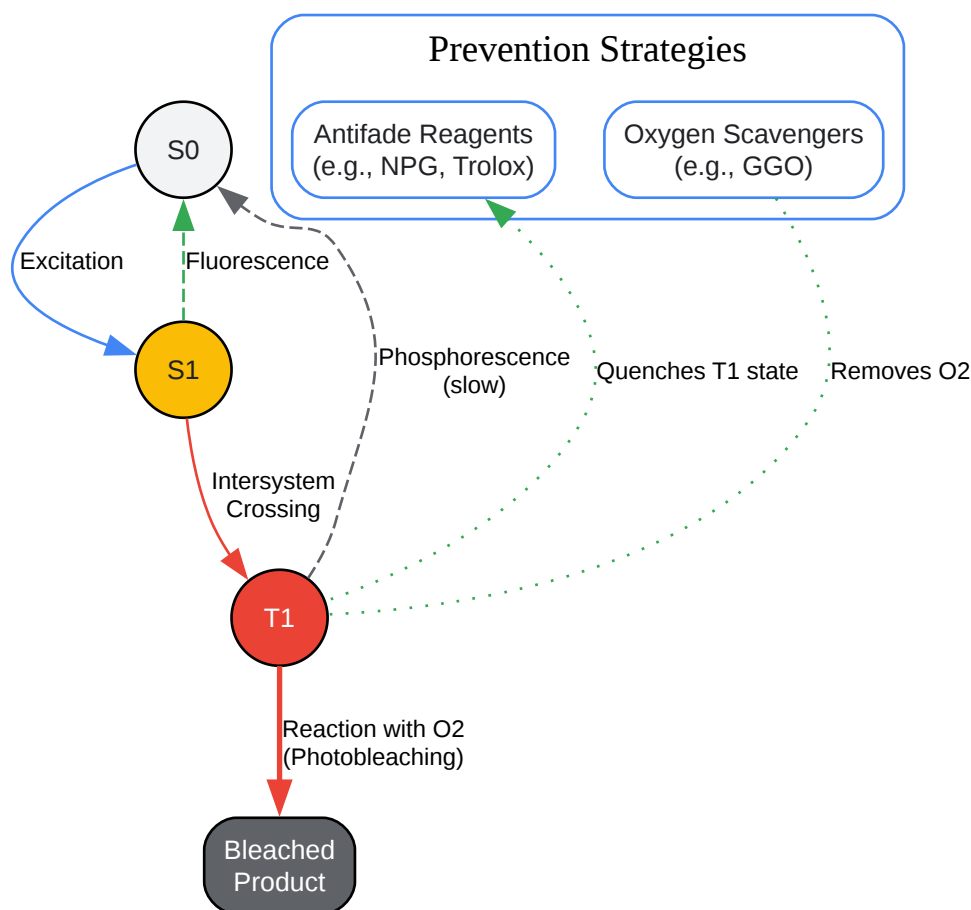 Prevention Strategies
S0
Antifade Reagents
(e.g., NPG, Trolox)
Oxygen Scavengers
(e.g., GGO)
Excitation
Fluorescence
S1
Phosphorescence
(slow)
Quenches T1 state
Removes O2
Intersystem
Crossing
T1
Reaction with O2
(Photobleaching)
Bleached
Product